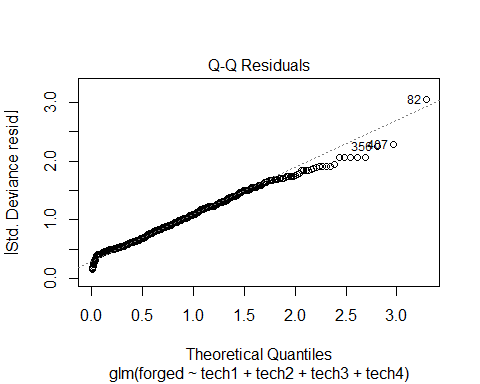 Q-Q Residuals
|Std. Deviance resid.|
3.0
2.0
1.0
0.0
82
407
0.0 0.5 1.0 1.5 2.0 2.5 3.0
Theoretical Quantiles
glm(forged ~ tech1 + tech2 + tech3 + tech4)